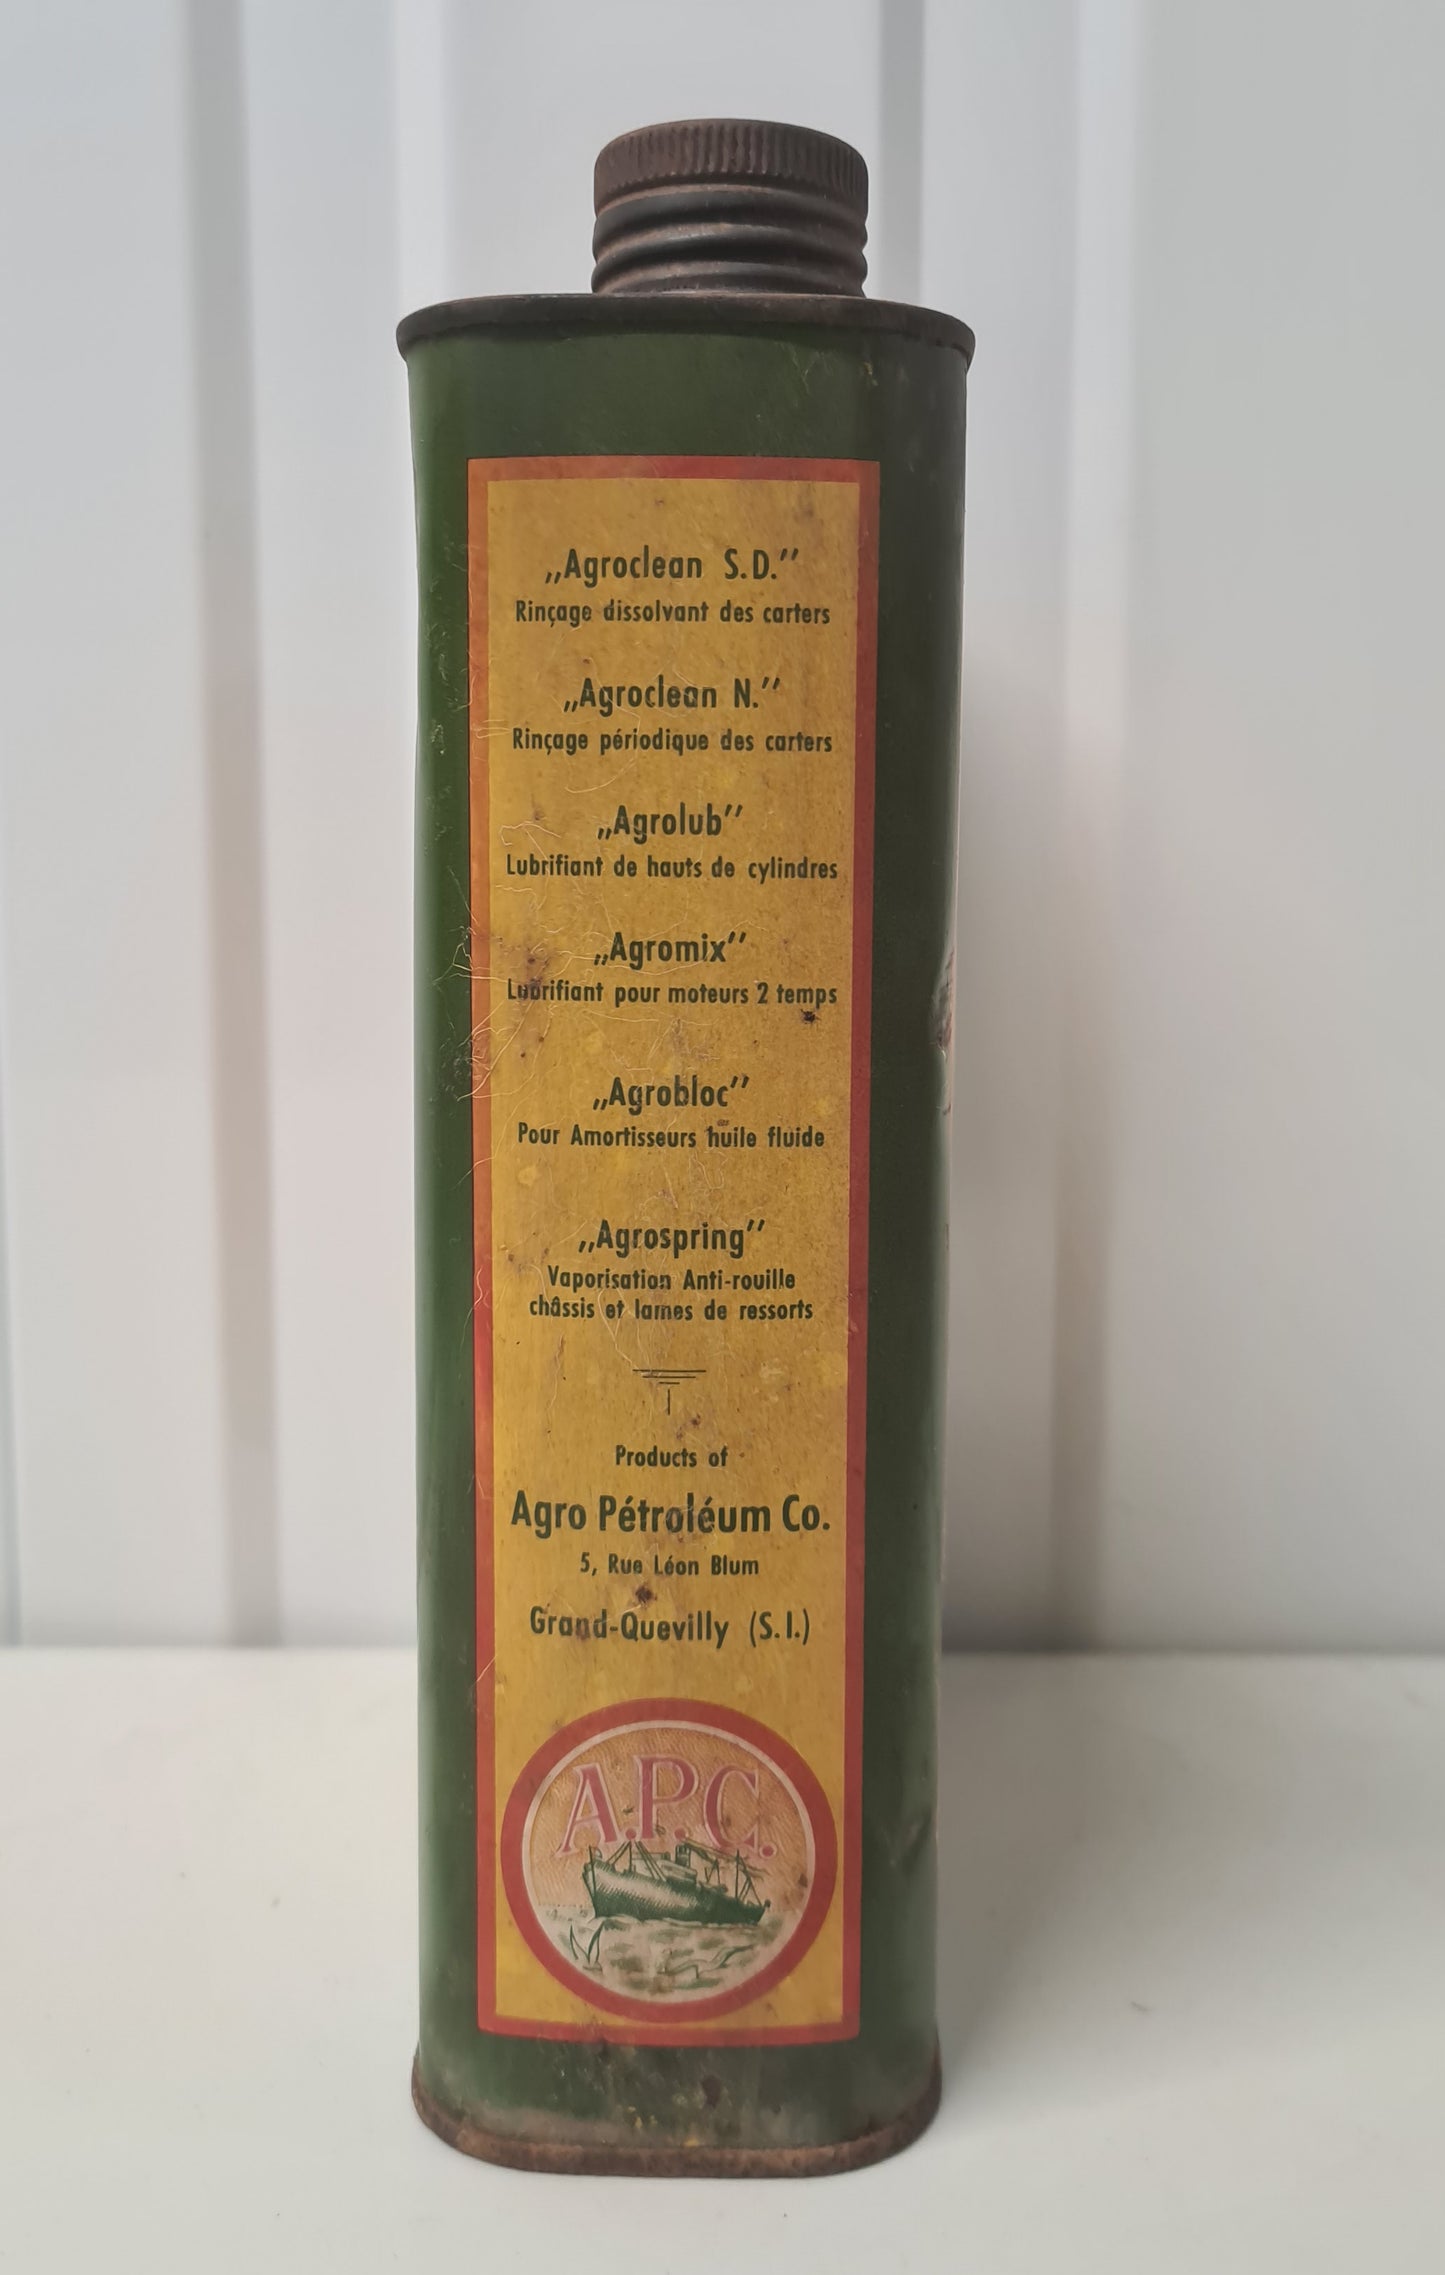 „Agroclean S.D.”
Rinçage dissolvant des carters
„Agroclean N.”
Rinçage périodique des carters
„Agrolub”
Lubrifiant de hauts de cylindres
„Agromix”
Lubrifiant pour moteurs 2 temps
„Agrobloc”
Pour Amortisseurs huile fluide
„Agrospring”
Vaporisation Anti-rouille
châssis et lames de ressorts
Products of
Agro Pétroléum Co.
5, Rue Léon Blum
Grand-Quevilly (S.I.)
A.P.C.